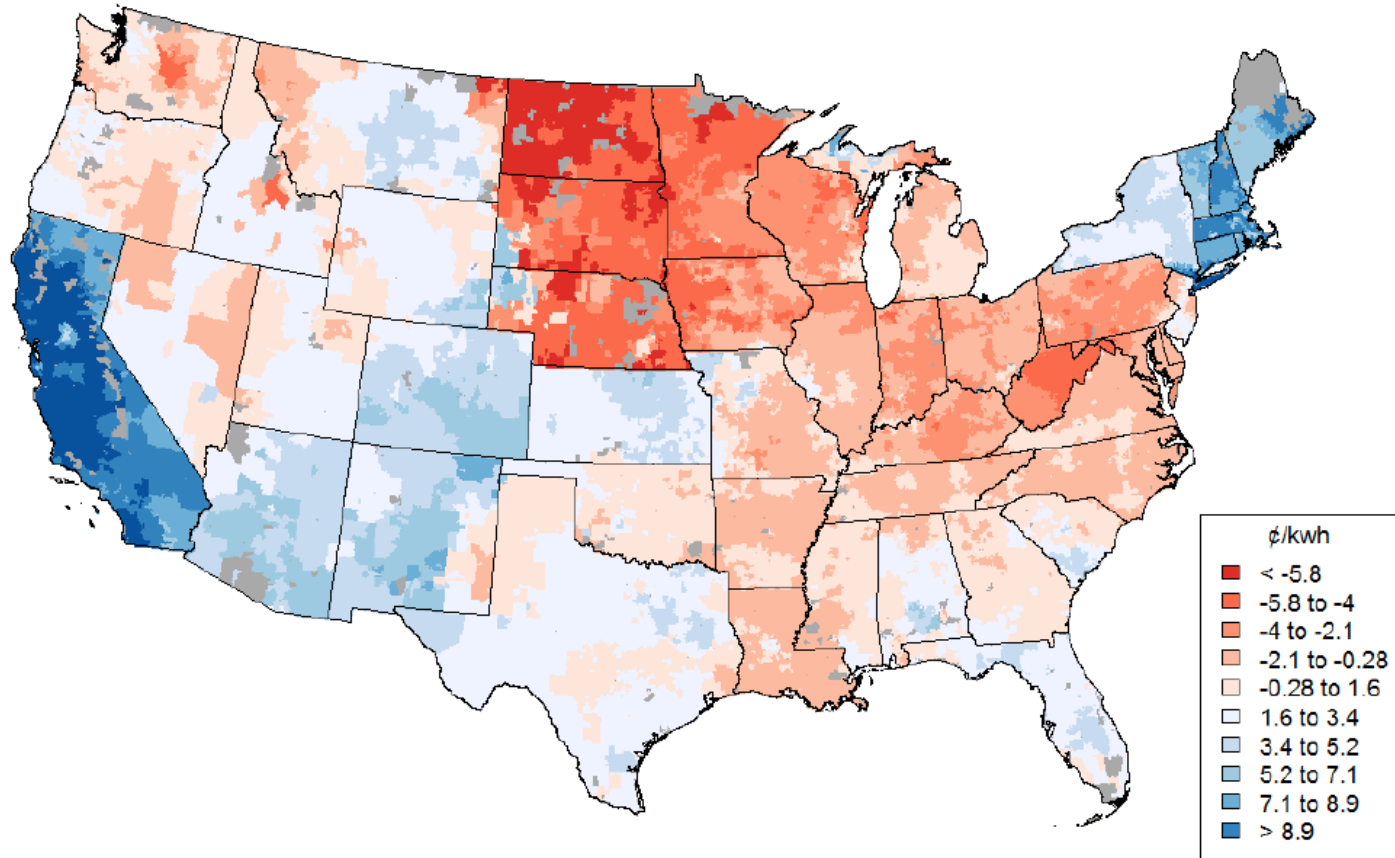 ¢/kwh
< -5.8
-5.8 to -4
-4 to -2.1
-2.1 to -0.28
-0.28 to 1.6
1.6 to 3.4
3.4 to 5.2
5.2 to 7.1
7.1 to 8.9
> 8.9